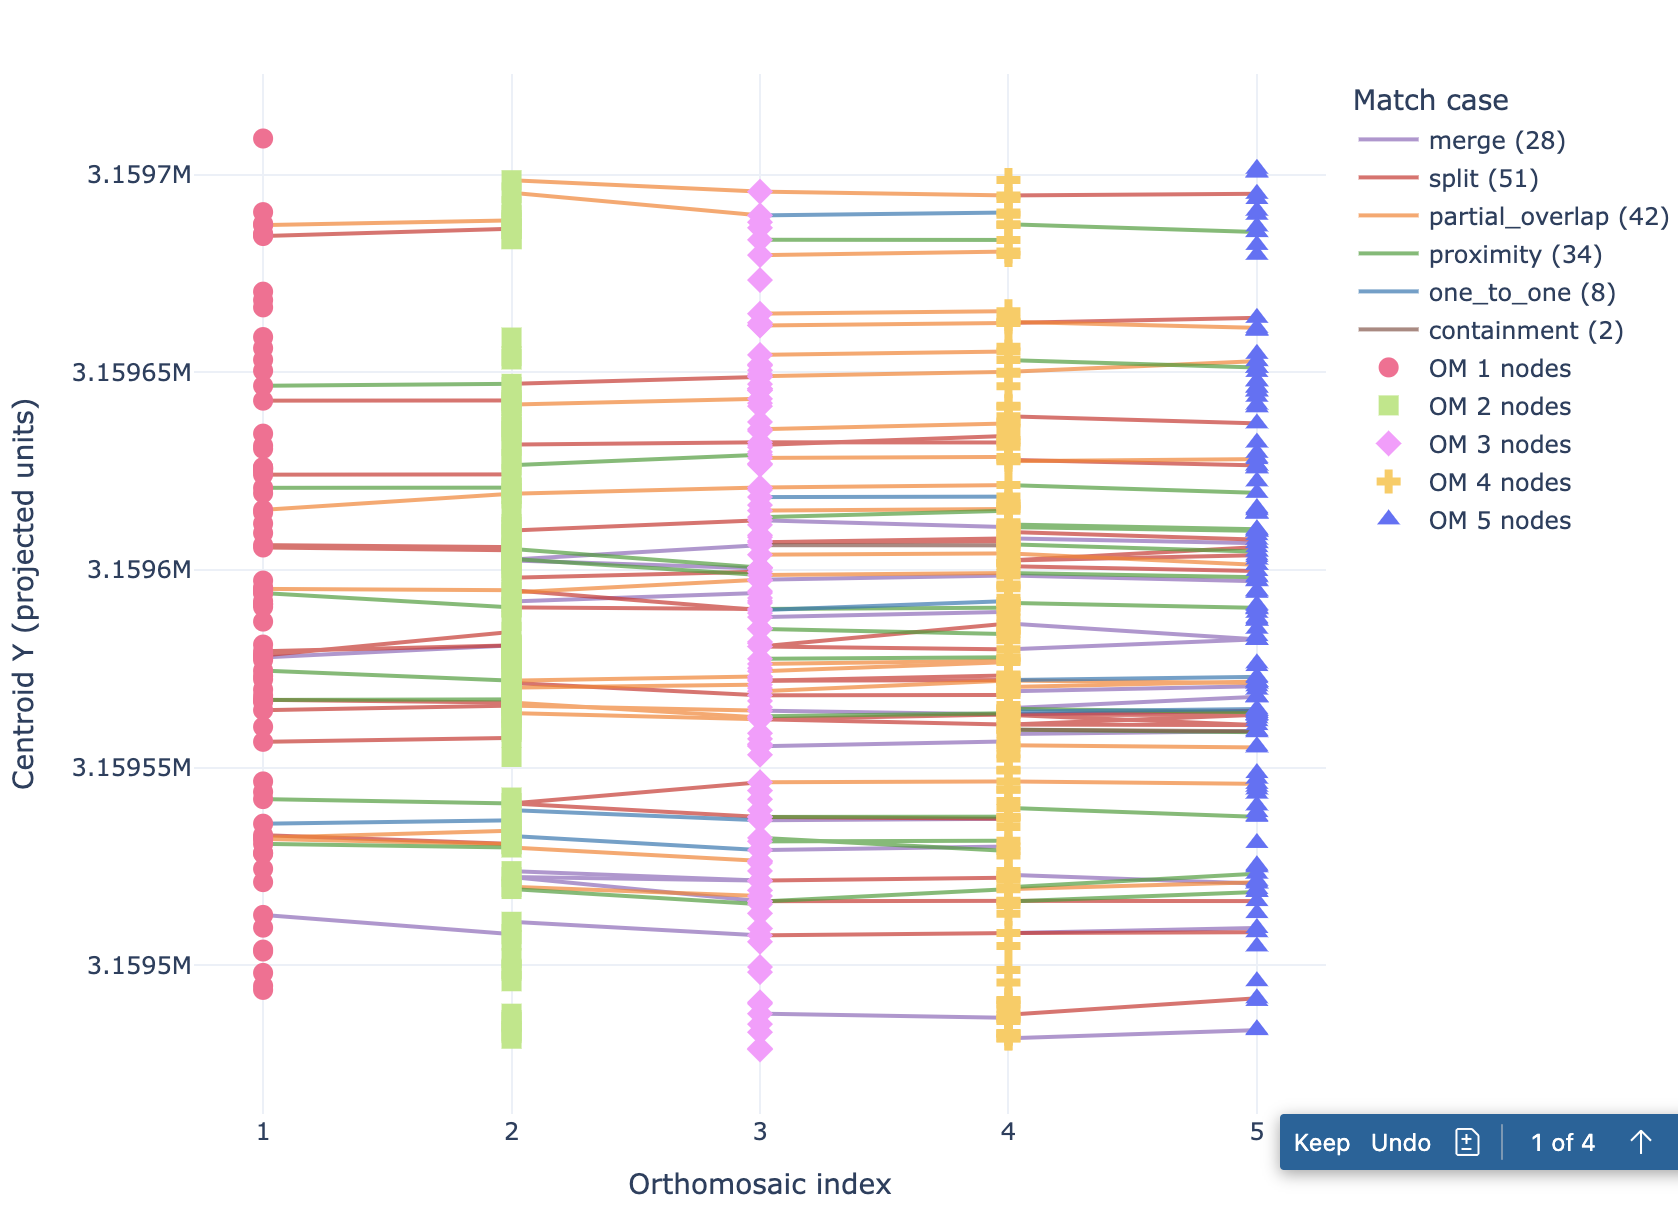 Match case
merge (28)
split (51)
partial_overlap (42)
proximity (34)
one_to_one (8)
containment (2)
OM 1 nodes
OM 2 nodes
OM 3 nodes
OM 4 nodes
OM 5 nodes
Centroid Y (projected units)
3.1597M
3.15965M
3.1596M
3.15955M
3.1595M
1 2 3 4 5
Orthomosaic index
Keep Undo 1 of 4